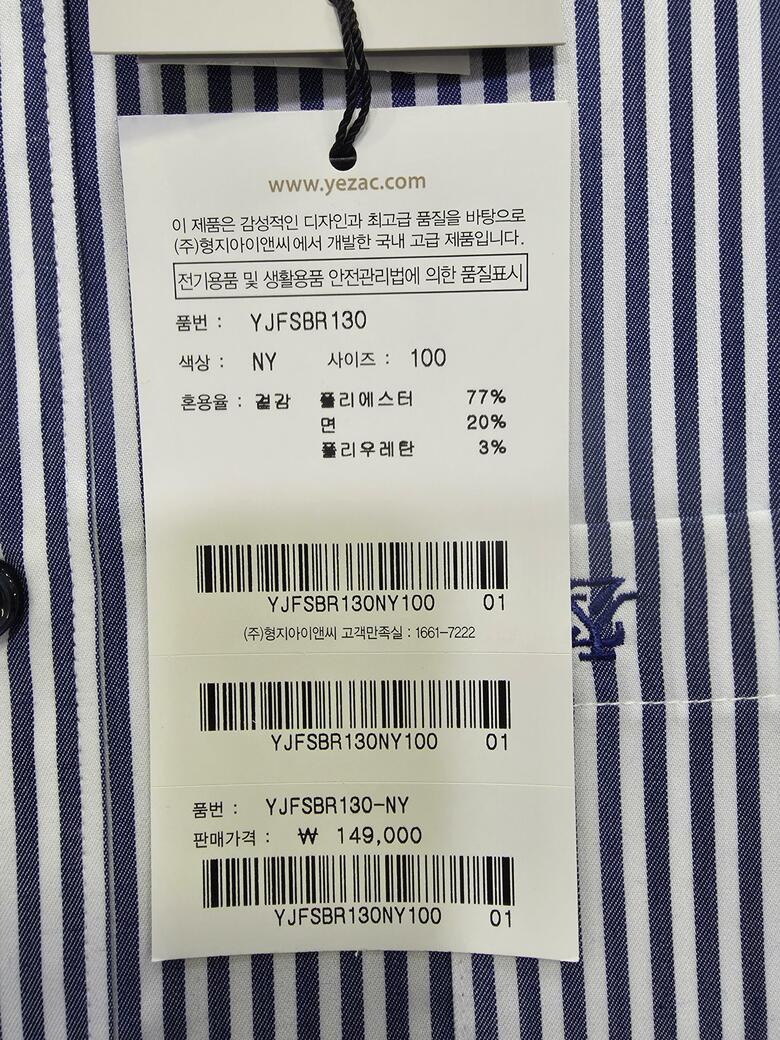 www.yezac.com
이 제품은 감성적인 디자인과 최고급 품질을 바탕으로
(주)형지아이앤씨에서 개발한 국내 고급 제품입니다.
전기용품 및 생활용품 안전관리법에 의한 품질표시
품번 : YJFSBR130
색상 : NY 사이즈 : 100
혼용율 : 겉감 폴리에스터 77%
면 20%
폴리우레탄 3%
YJFSBR130NY100 01
(주)형지아이앤씨 고객만족실 : 1661-7222
YJFSBR130NY100 01
품번 : YJFSBR130-NY
판매가격 : ₩ 149,000
YJFSBR130NY100 01